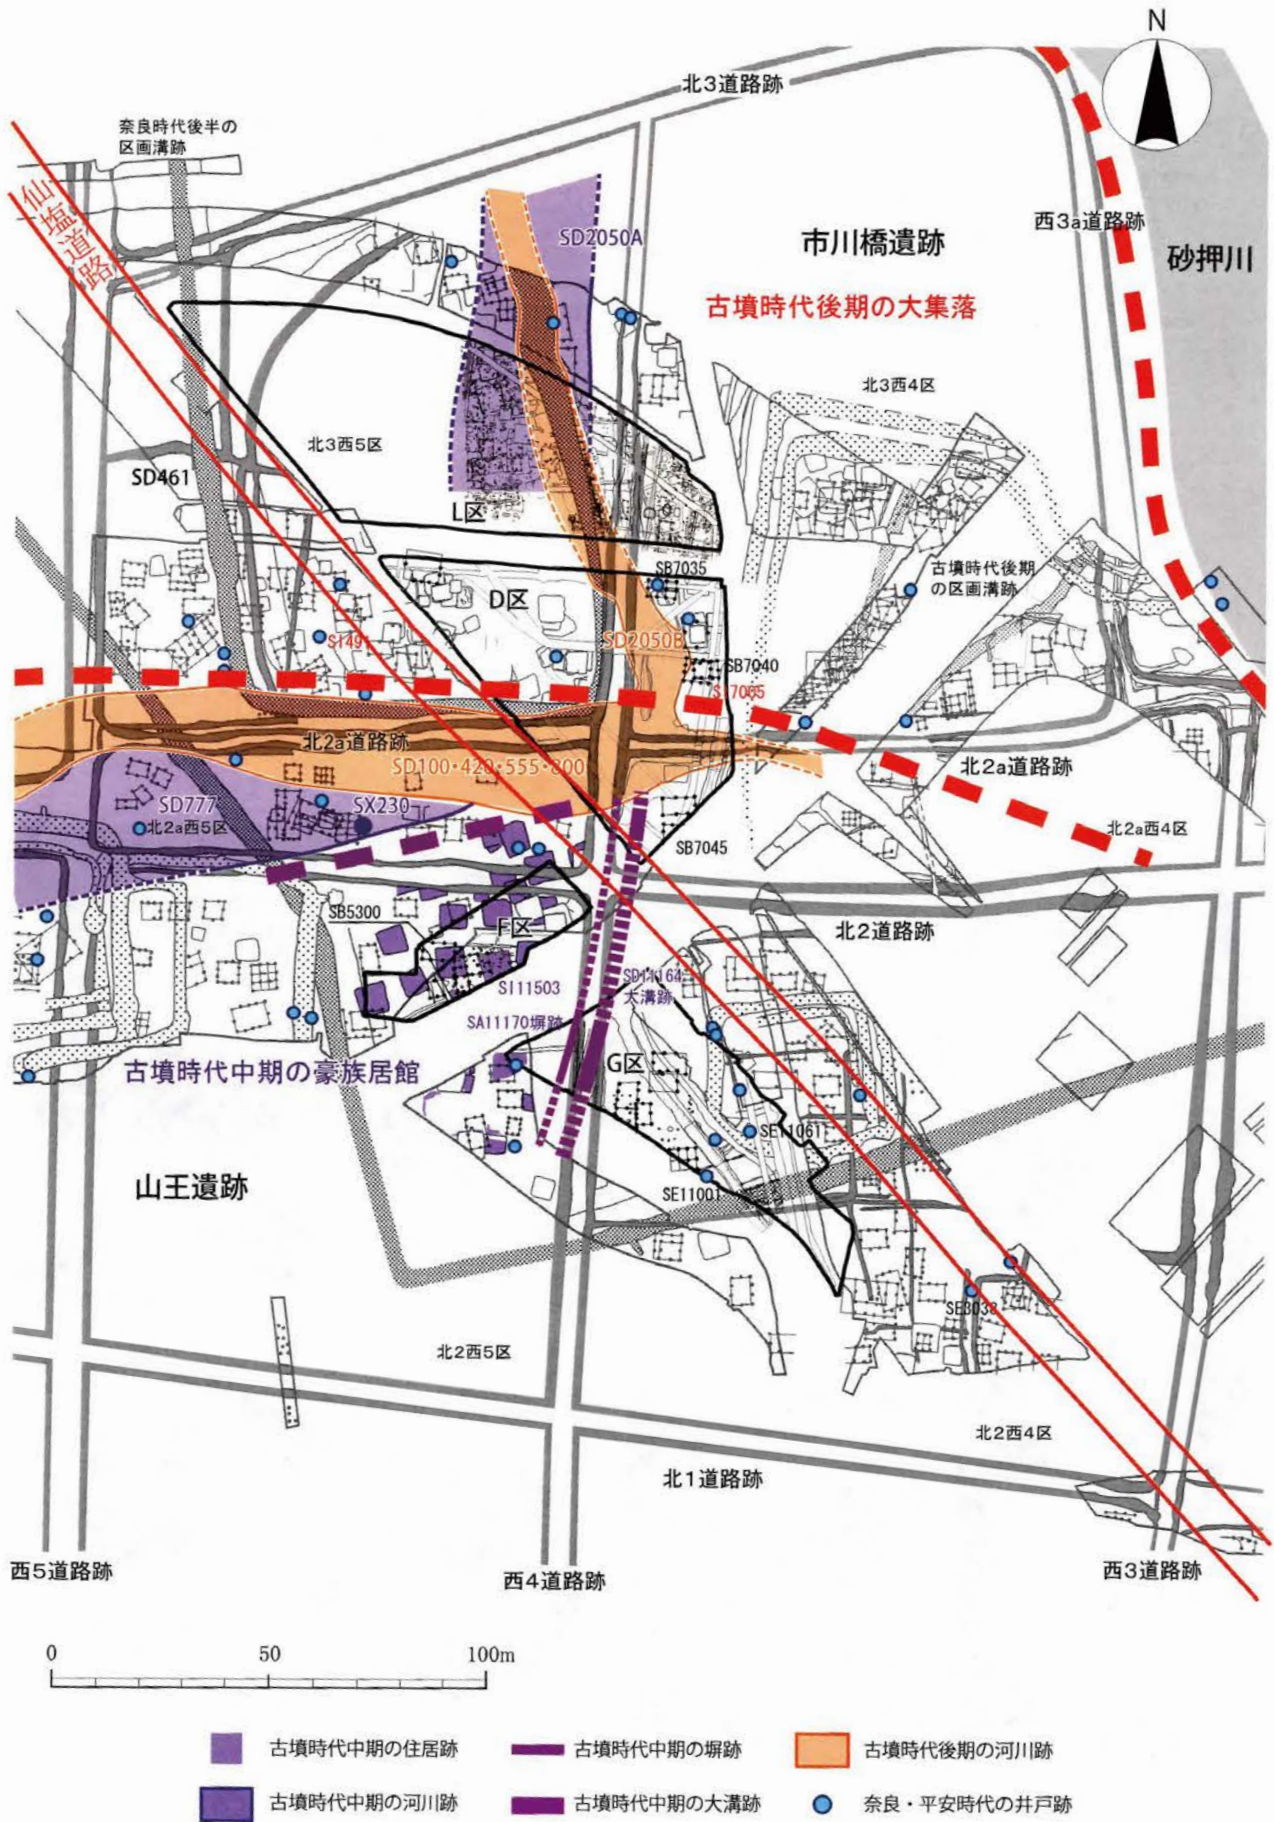 N
北3道路跡
奈良時代後半の
区画溝跡
仙塩道路
SD2050A
西3a道路跡
市川橋遺跡
砂押川
古墳時代後期の大集落
北3西4区
北3西5区
SD461
L区
SB7035
古墳時代後期
の区画溝跡
D区
SI491
SD2050B
SB7040
SI7005
北2a道路跡
SD100・420・555・800
北2a道路跡
SD777
SX230
北2a西5区
北2a西4区
SB7045
SB5300
F区
北2道路跡
SI11503
SD11164
大溝跡
SA11170塀跡
G区
古墳時代中期の豪族居館
SE11061
山王遺跡
SE11001
SE3038
北2西5区
北2西4区
北1道路跡
西5道路跡
西4道路跡
西3道路跡
0 50 100m
古墳時代中期の住居跡 古墳時代中期の塀跡 古墳時代後期の河川跡
古墳時代中期の河川跡 古墳時代中期の大溝跡 奈良・平安時代の井戸跡